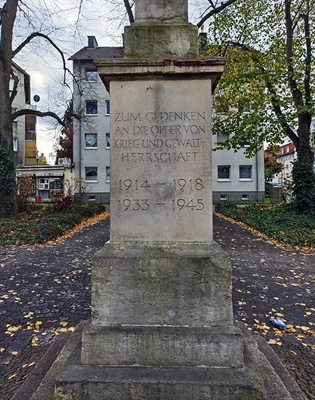 ZUM GEDENKEN
AN DIE OPFER VON
KRIEG UND GEWALT-
HERRSCHAFT
1914 - 1918
1933 - 1945